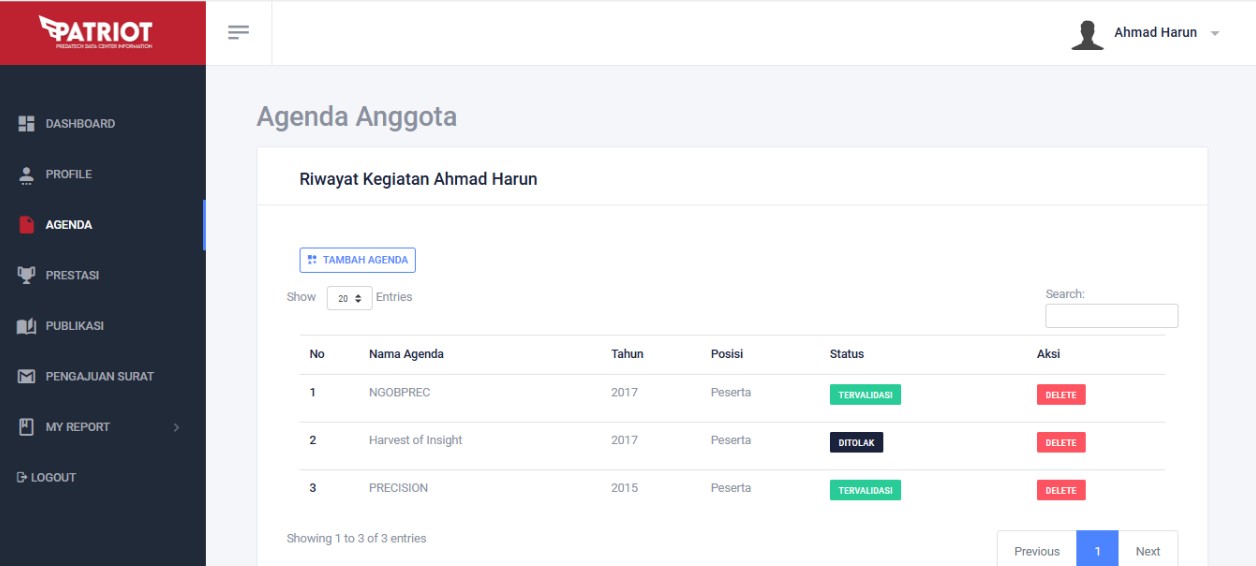 PATRIOT
PREDATECH DATA CENTER INFORMATION
Ahmad Harun
DASHBOARD
PROFILE
AGENDA
PRESTASI
PUBLIKASI
PENGAJUAN SURAT
MY REPORT
LOGOUT
Agenda Anggota
Riwayat Kegiatan Ahmad Harun
TAMBAH AGENDA
Show 20 Entries
Search:
No Nama Agenda Tahun Posisi Status Aksi
1 NGOBPREC 2017 Peserta TERVALIDASI DELETE
2 Harvest of Insight 2017 Peserta DITOLAK DELETE
3 PRECISION 2015 Peserta TERVALIDASI DELETE
Showing 1 to 3 of 3 entries
Previous 1 Next